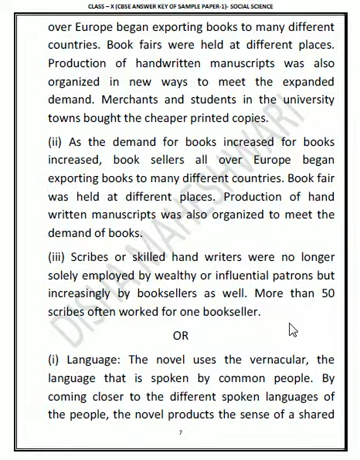 CLASS – X (CBSE ANSWER KEY OF SAMPLE PAPER-1)- SOCIAL SCIENCE
over Europe began exporting books to many different
countries. Book fairs were held at different places.
Production of handwritten manuscripts was also
organized in new ways to meet the expanded
demand. Merchants and students in the university
towns bought the cheaper printed copies.
(ii) As the demand for books increased for books
increased, book sellers all over Europe began
exporting books to many different countries. Book fair
was held at different places. Production of hand
written manuscripts was also organized to meet the
demand of books.
(iii) Scribes or skilled hand writers were no longer
solely employed by wealthy or influential patrons but
increasingly by booksellers as well. More than 50
scribes often worked for one bookseller.
OR
(i) Language: The novel uses the vernacular, the
language that is spoken by common people. By
coming closer to the different spoken languages of
the people, the novel products the sense of a shared
7
DISHA MAHESHWARI